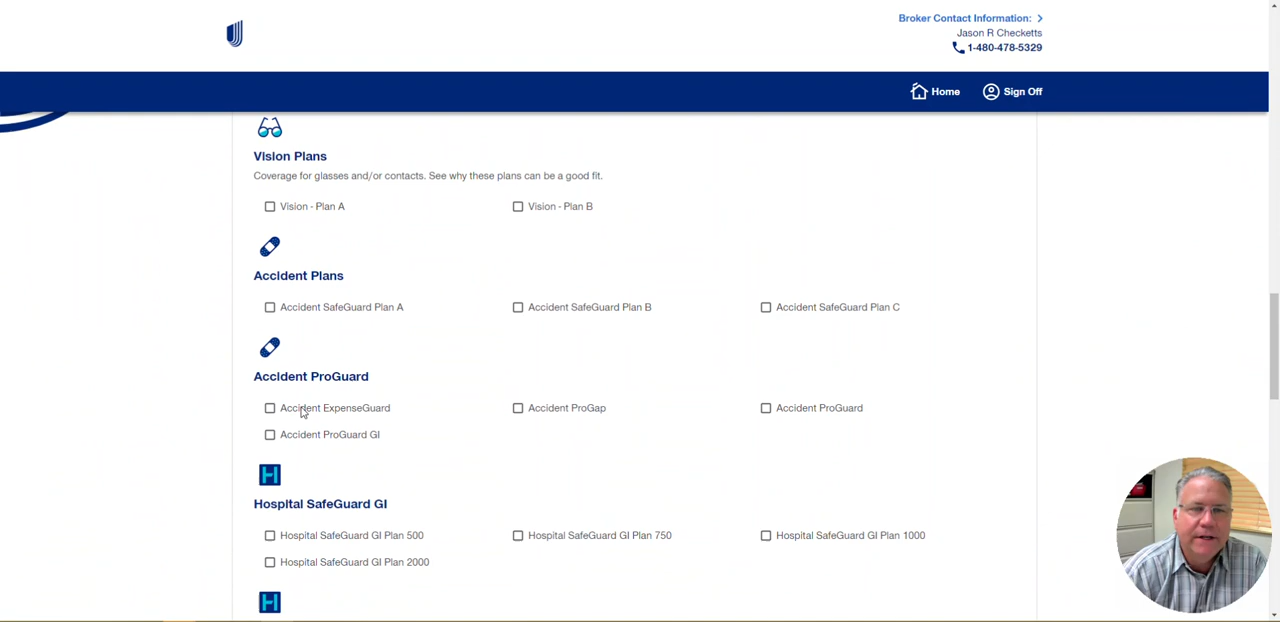 Broker Contact Information:
Jason R Checketts
1-480-478-5329
Home
Sign Off
Vision Plans
Coverage for glasses and/or contacts. See why these plans can be a good fit.
Vision - Plan A
Vision - Plan B
Accident Plans
Accident SafeGuard Plan A
Accident SafeGuard Plan B
Accident SafeGuard Plan C
Accident ProGuard
Accident ExpenseGuard
Accident ProGap
Accident ProGuard
Accident ProGuard GI
H
Hospital SafeGuard GI
Hospital SafeGuard GI Plan 500
Hospital SafeGuard GI Plan 750
Hospital SafeGuard GI Plan 1000
Hospital SafeGuard GI Plan 2000
H